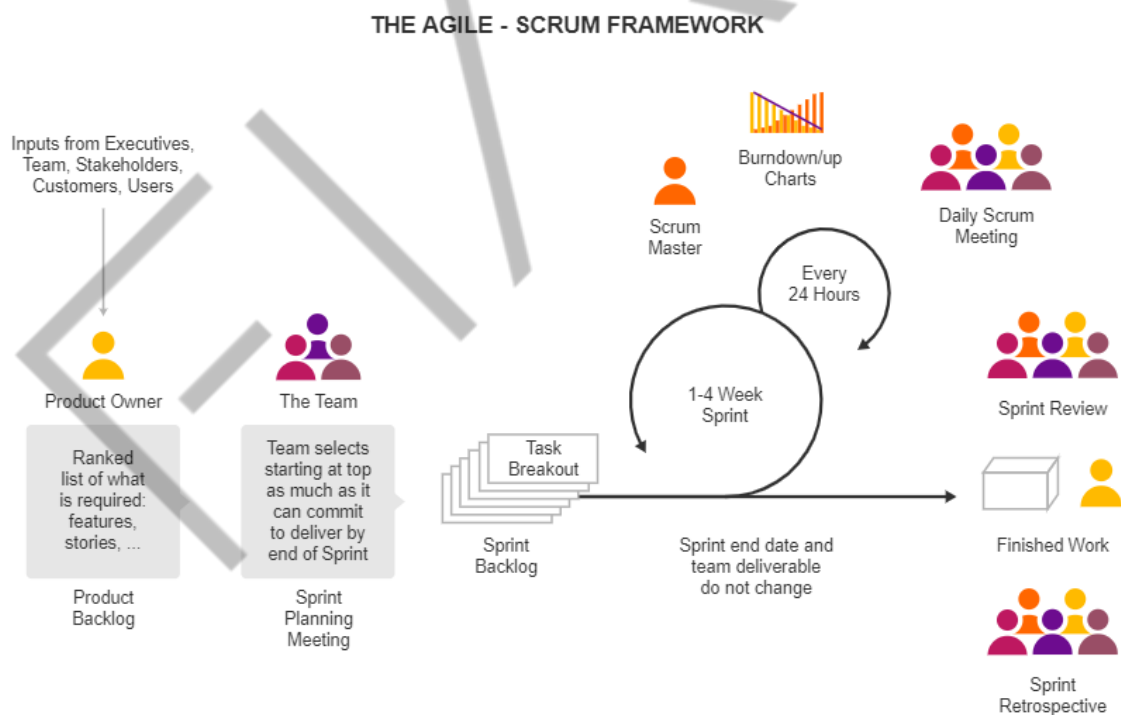 THE AGILE - SCRUM FRAMEWORK
Inputs from Executives,
Team, Stakeholders,
Customers, Users
Product Owner
Ranked
list of what
is required:
features,
stories, ...
Product
Backlog
The Team
Team selects
starting at top
as much as it
can commit
to deliver by
end of Sprint
Sprint
Planning
Meeting
Task
Breakout
Sprint
Backlog
Scrum
Master
Burndown/up
Charts
Daily Scrum
Meeting
Every
24 Hours
1-4 Week
Sprint
Sprint end date and
team deliverable
do not change
Sprint Review
Finished Work
Sprint
Retrospective